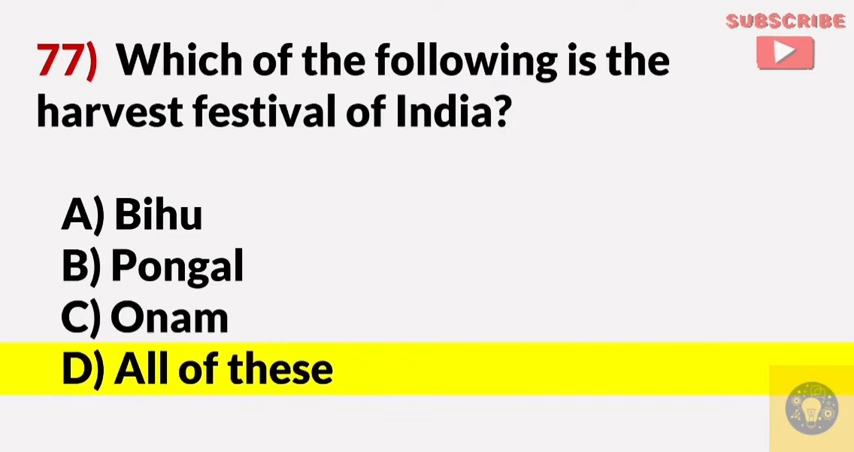 SUBSCRIBE
77) Which of the following is the
harvest festival of India?
A) Bihu
B) Pongal
C) Onam
D) All of these